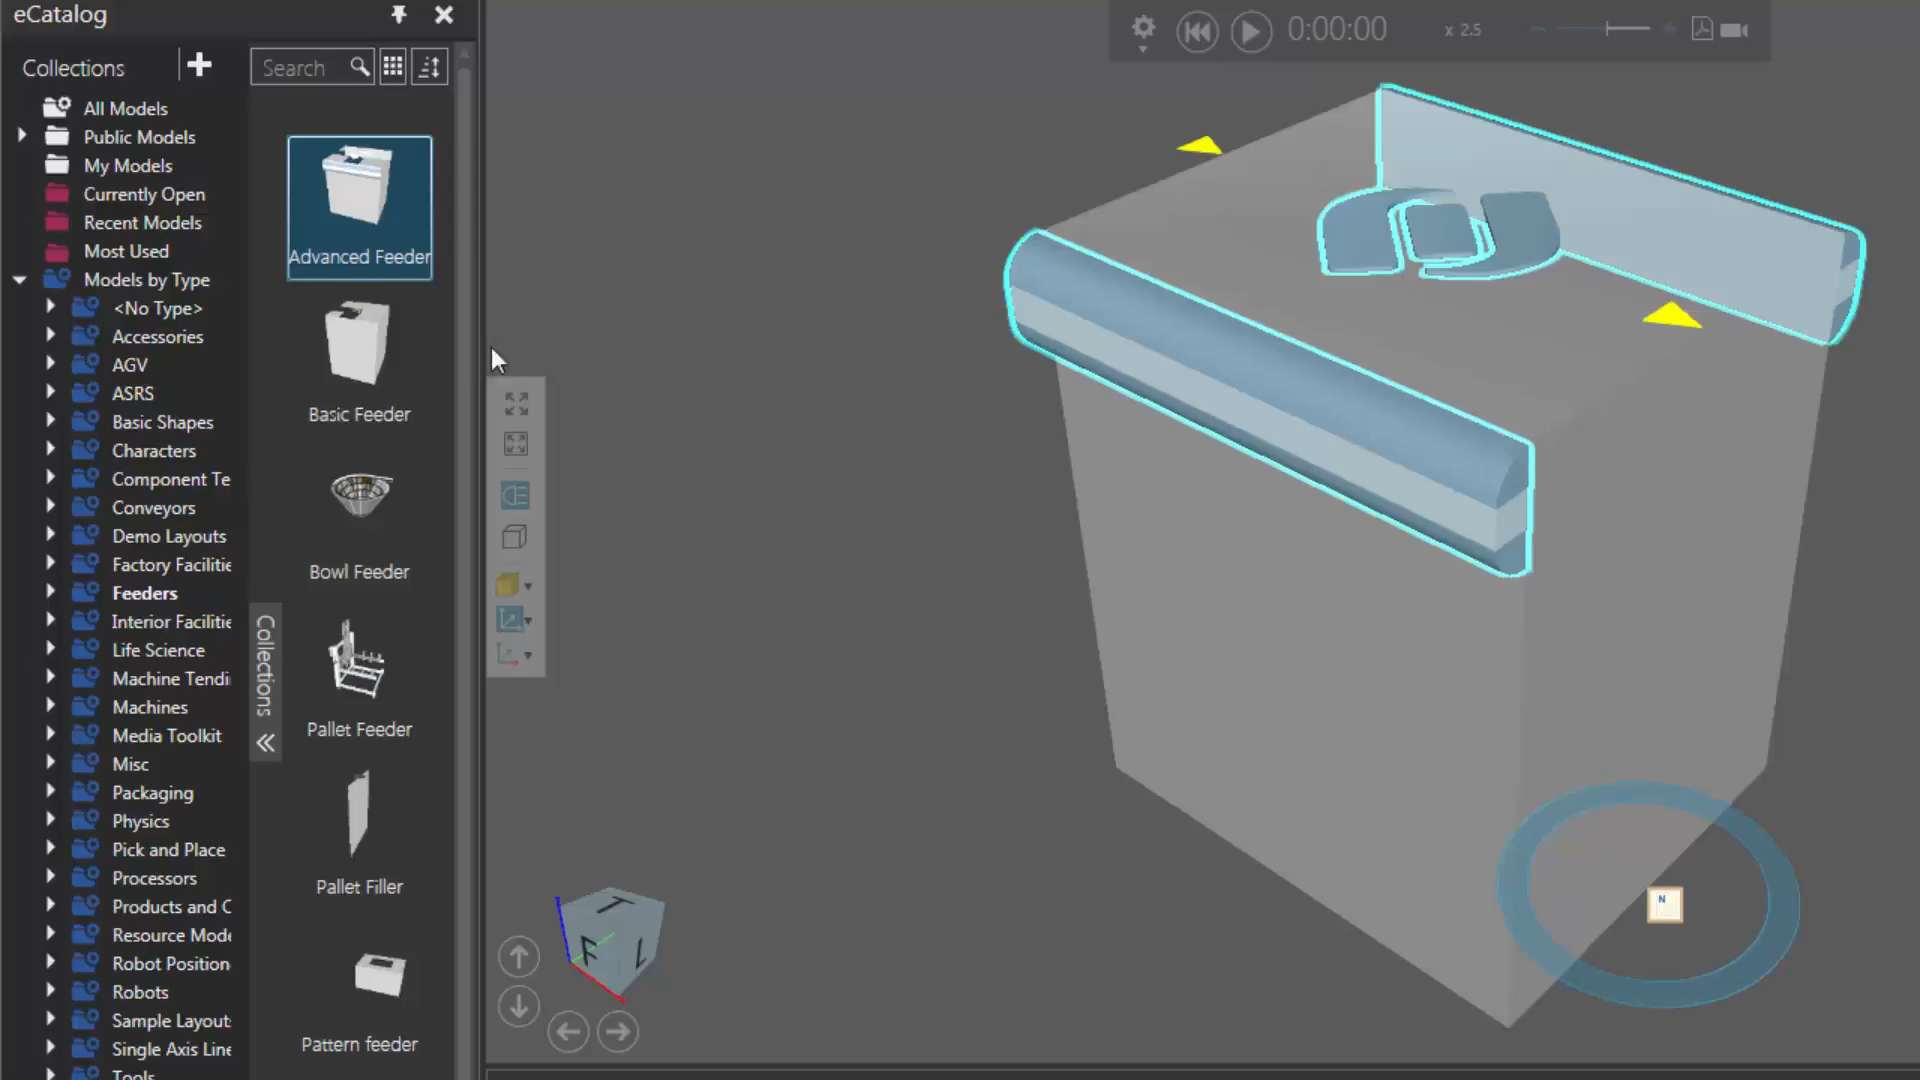 eCatalog
Collections
Search
All Models
Public Models
My Models
Currently Open
Recent Models
Most Used
Models by Type
<No Type>
Accessories
AGV
ASRS
Basic Shapes
Characters
Component Te
Conveyors
Demo Layouts
Factory Facilitie
Feeders
Interior Facilitie
Life Science
Machine Tendi
Machines
Media Toolkit
Misc
Packaging
Physics
Pick and Place
Processors
Products and C
Resource Mode
Robot Position
Robots
Sample Layout
Single Axis Line
Tools
Collections
Advanced Feeder
Basic Feeder
Bowl Feeder
Pallet Feeder
Pallet Filler
Pattern feeder
0:00:00
x 2.5
T
F L
N